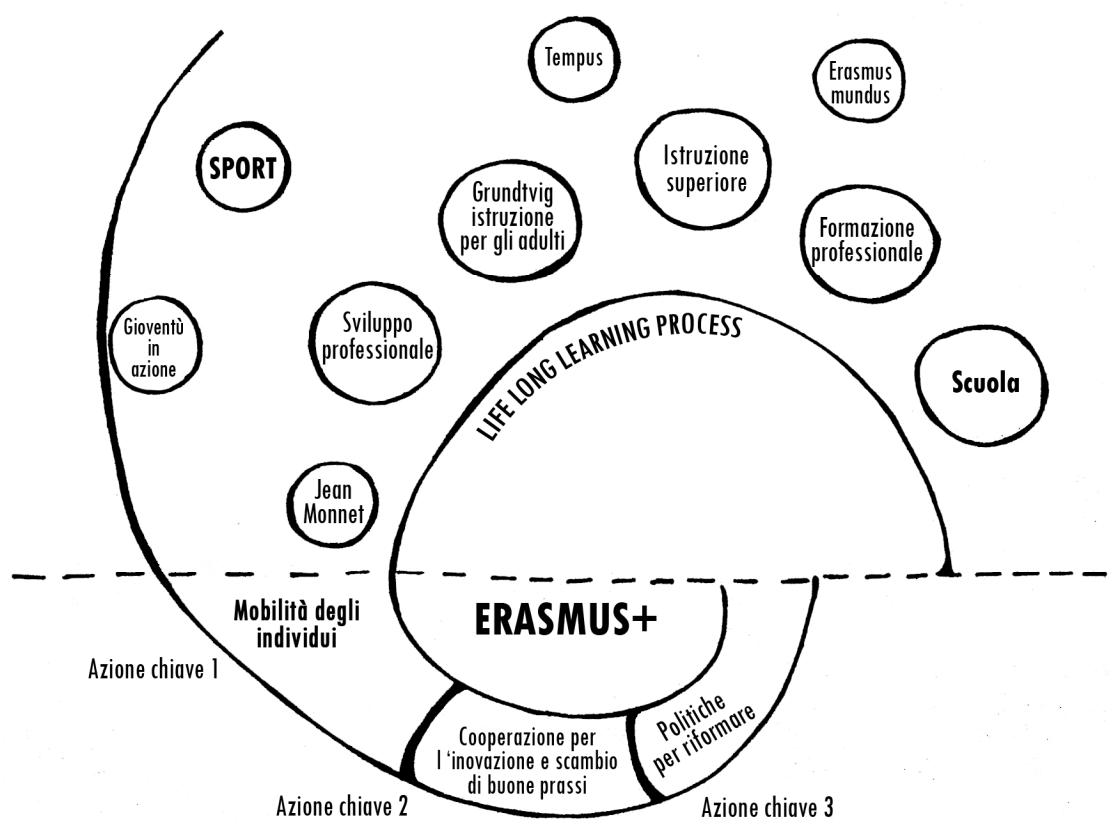 Tempus
Erasmus
mundus
SPORT
Istruzione
superiore
Grundtvig
istruzione
per gli adulti
Formazione
professionale
Gioventù
in
azione
Sviluppo
professionale
LIFE LONG LEARNING PROCESS
Scuola
Jean
Monnet
Mobilità degli
individui
ERASMUS+
Azione chiave 1
Cooperazione per
l 'inovazione e scambio
di buone prassi
Politiche
per riformare
Azione chiave 2
Azione chiave 3